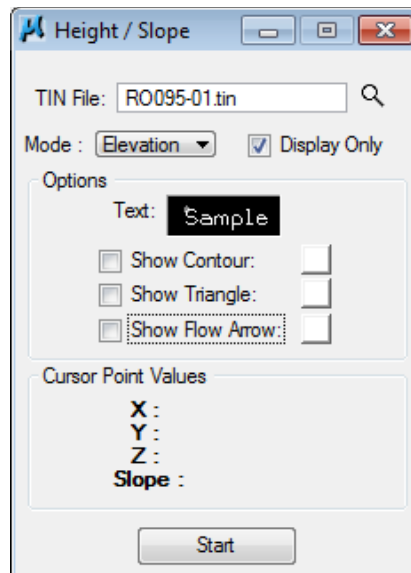 Height / Slope
TIN File: RO095-01.tin
Mode : Elevation Display Only
Options
Text: Sample
Show Contour:
Show Triangle:
Show Flow Arrow:
Cursor Point Values
X :
Y :
Z :
Slope :
Start